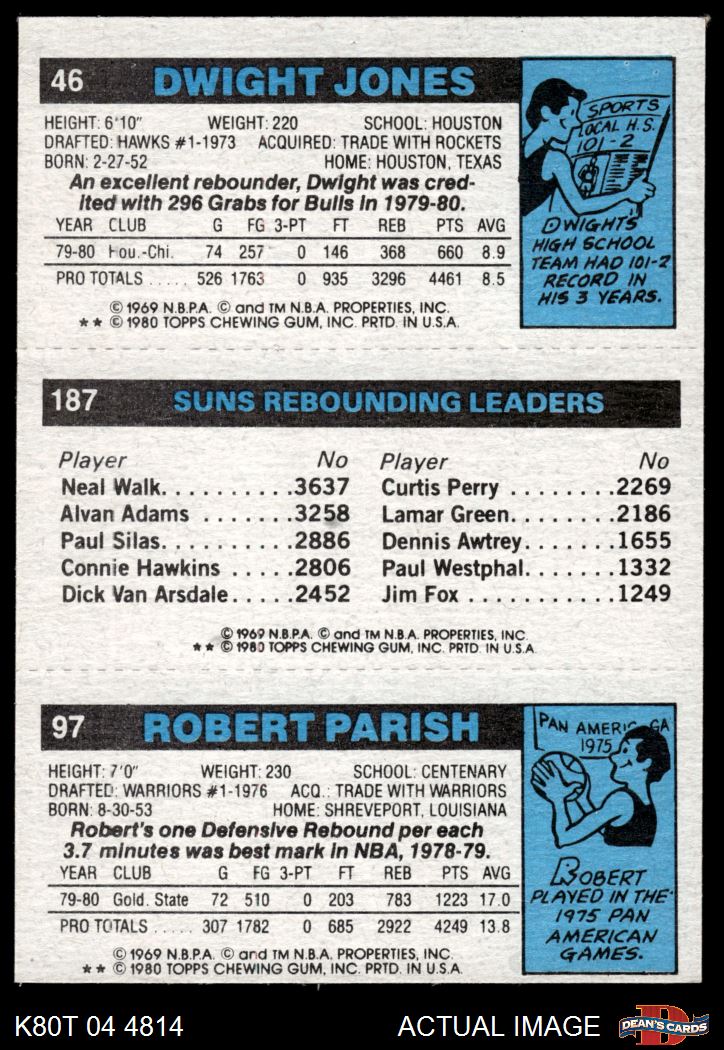 46 DWIGHT JONES
HEIGHT: 6'10" WEIGHT: 220 SCHOOL: HOUSTON
DRAFTED: HAWKS #1-1973 ACQUIRED: TRADE WITH ROCKETS
BORN: 2-27-52 HOME: HOUSTON, TEXAS
An excellent rebounder, Dwight was cred-
ited with 296 Grabs for Bulls in 1979-80.
YEAR CLUB G FG 3-PT FT REB PTS AVG
79-80 Hou.-Chi. 74 257 0 146 368 660 8.9
PRO TOTALS ..... 526 1763 0 935 3296 4461 8.5
© 1969 N.B.P.A. © and TM N.B.A. PROPERTIES, INC.
** © 1980 TOPPS CHEWING GUM, INC. PRTD. IN U.S.A.
SPORTS
LOCAL H.S.
101-2
DWIGHT'S
HIGH SCHOOL
TEAM HAD 101-2
RECORD IN
HIS 3 YEARS.
187 SUNS REBOUNDING LEADERS
Player No Player No
Neal Walk..........3637 Curtis Perry ........2269
Alvan Adams .......3258 Lamar Green........2186
Paul Silas..........2886 Dennis Awtrey.......1655
Connie Hawkins .....2806 Paul Westphal.......1332
Dick Van Arsdale.....2452 Jim Fox ...........1249
© 1969 N.B.P.A. © and TM N.B.A. PROPERTIES, INC.
** © 1980 TOPPS CHEWING GUM, INC. PRTD. IN U.S.A.
97 ROBERT PARISH
HEIGHT: 7'0" WEIGHT: 230 SCHOOL: CENTENARY
DRAFTED: WARRIORS #1-1976 ACQ.: TRADE WITH WARRIORS
BORN: 8-30-53 HOME: SHREVEPORT, LOUISIANA
Robert's one Defensive Rebound per each
3.7 minutes was best mark in NBA, 1978-79.
YEAR CLUB G FG 3-PT FT REB PTS AVG
79-80 Gold. State 72 510 0 203 783 1223 17.0
PRO TOTALS ..... 307 1782 0 685 2922 4249 13.8
© 1969 N.B.P.A. © and TM N.B.A. PROPERTIES, INC.
** © 1980 TOPPS CHEWING GUM, INC. PRTD. IN U.S.A.
PAN AMERIC GA
1975
ROBERT
PLAYED IN THE
1975 PAN
AMERICAN
GAMES.
K80T 04 4814 ACTUAL IMAGE
D
DEAN'S CARDS